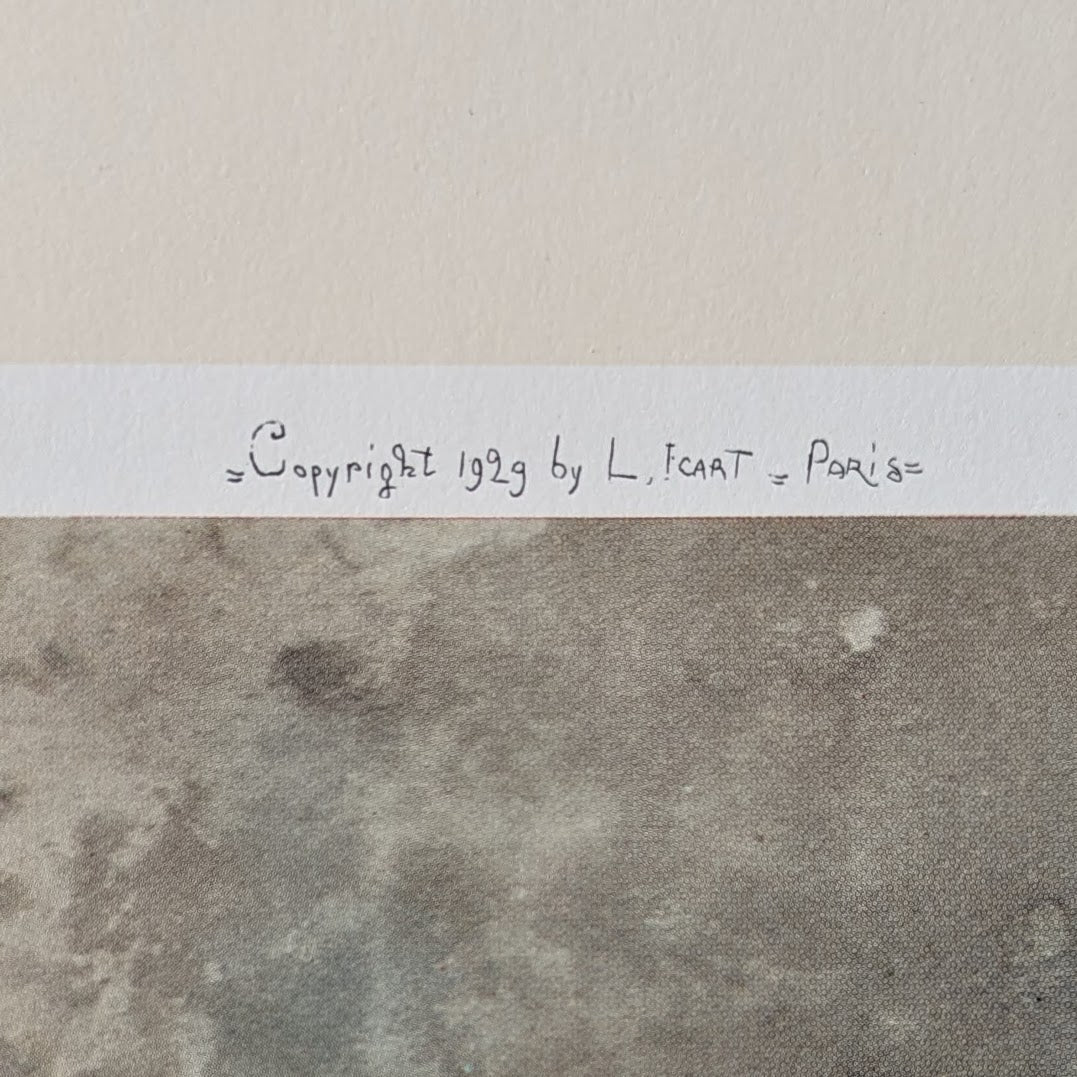 =Copyright 1929 by L. ICART = PARIS=